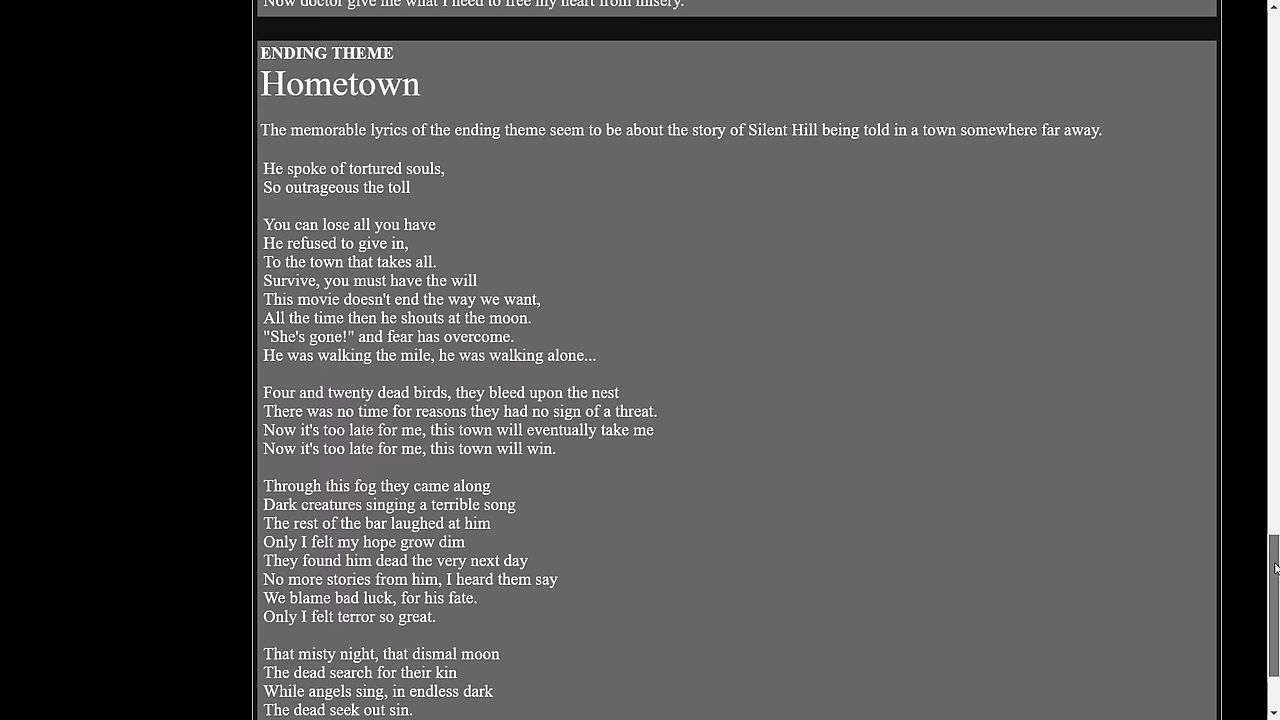 Now doctor give me what I need to free my heart from misery.
ENDING THEME
Hometown
The memorable lyrics of the ending theme seem to be about the story of Silent Hill being told in a town somewhere far away.
He spoke of tortured souls,
So outrageous the toll
You can lose all you have
He refused to give in,
To the town that takes all.
Survive, you must have the will
This movie doesn't end the way we want,
All the time then he shouts at the moon.
"She's gone!" and fear has overcome.
He was walking the mile, he was walking alone...
Four and twenty dead birds, they bleed upon the nest
There was no time for reasons they had no sign of a threat.
Now it's too late for me, this town will eventually take me
Now it's too late for me, this town will win.
Through this fog they came along
Dark creatures singing a terrible song
The rest of the bar laughed at him
Only I felt my hope grow dim
They found him dead the very next day
No more stories from him, I heard them say
We blame bad luck, for his fate.
Only I felt terror so great.
That misty night, that dismal moon
The dead search for their kin
While angels sing, in endless dark
The dead seek out sin.